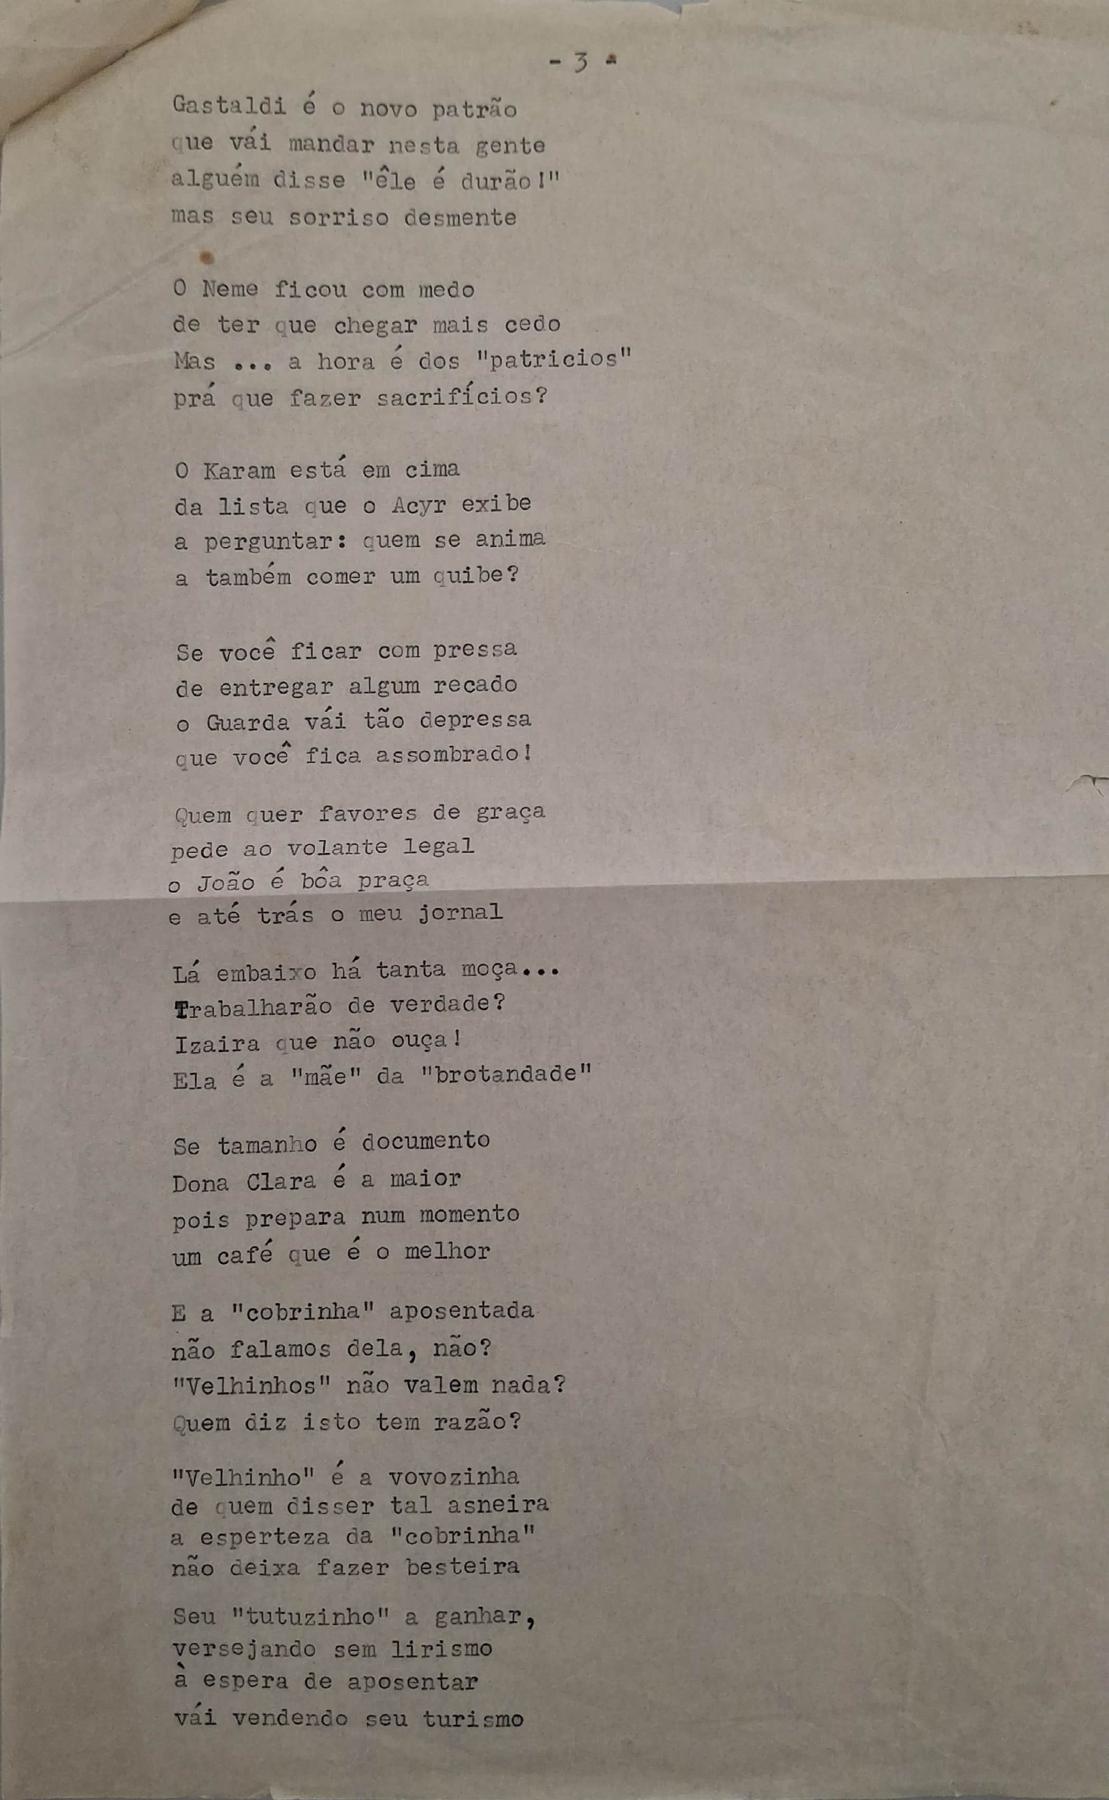 - 3 -
Gastaldi é o novo patrão
que vái mandar nesta gente
alguém disse "êle é durão!"
mas seu sorriso desmente
O Neme ficou com medo
de ter que chegar mais cedo
Mas ... a hora é dos "patricios"
prá que fazer sacrifícios?
O Karam está em cima
da lista que o Acyr exibe
a perguntar: quem se anima
a também comer um quibe?
Se você ficar com pressa
de entregar algum recado
o Guarda vái tão depressa
que você fica assombrado!
Quem quer favores de graça
pede ao volante legal
o João é bôa praça
e até trás o meu jornal
Lá embaixo há tanta moça...
Trabalharão de verdade?
Izaira que não ouça!
Ela é a "mãe" da "brotandade"
Se tamanho é documento
Dona Clara é a maior
pois prepara num momento
um café que é o melhor
E a "cobrinha" aposentada
não falamos dela, não?
"Velhinhos" não valem nada?
Quem diz isto tem razão?
"Velhinho" é a vovozinha
de quem disser tal asneira
a esperteza da "cobrinha"
não deixa fazer besteira
Seu "tutuzinho" a ganhar,
versejando sem lirismo
à espera de aposentar
vái vendendo seu turismo